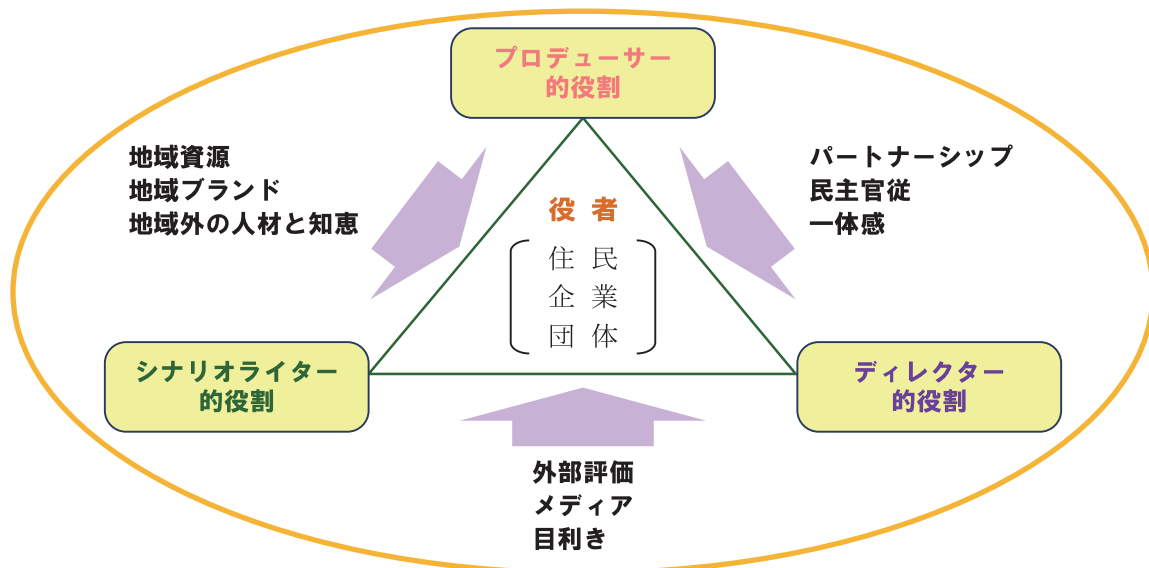 プロデューサー
的役割
地域資源
地域ブランド
地域外の人材と知恵
パートナーシップ
民主官従
一体感
役 者
住 民
企 業
団 体
シナリオライター
的役割
ディレクター
的役割
外部評価
メディア
目利き